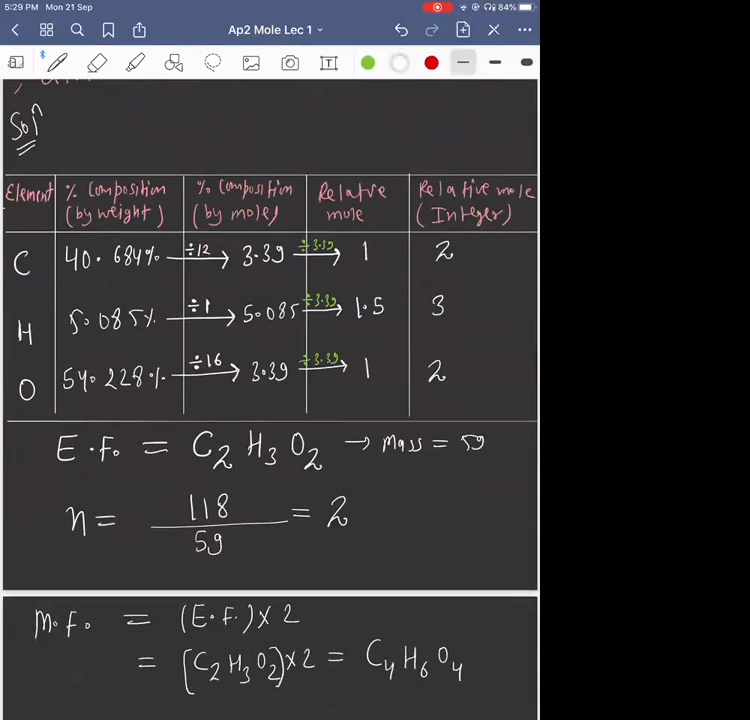 5:29 PM Mon 21 Sep 84%
Ap2 Mole Lec 1
Solⁿ
Element % Composition (by weight) % Composition (by mole) Relative mole Relative mole (Integer)
C 40.684% ÷12 3.39 ÷3.39 1 2
H 5.085% ÷1 5.085 ÷3.39 1.5 3
O 54.228% ÷16 3.39 ÷3.39 1 2
E.F. = C₂H₃O₂ → Mass = 59
n = 118/59 = 2
M.F. = (E.F.) × 2
= [C₂H₃O₂] × 2 = C₄H₆O₄